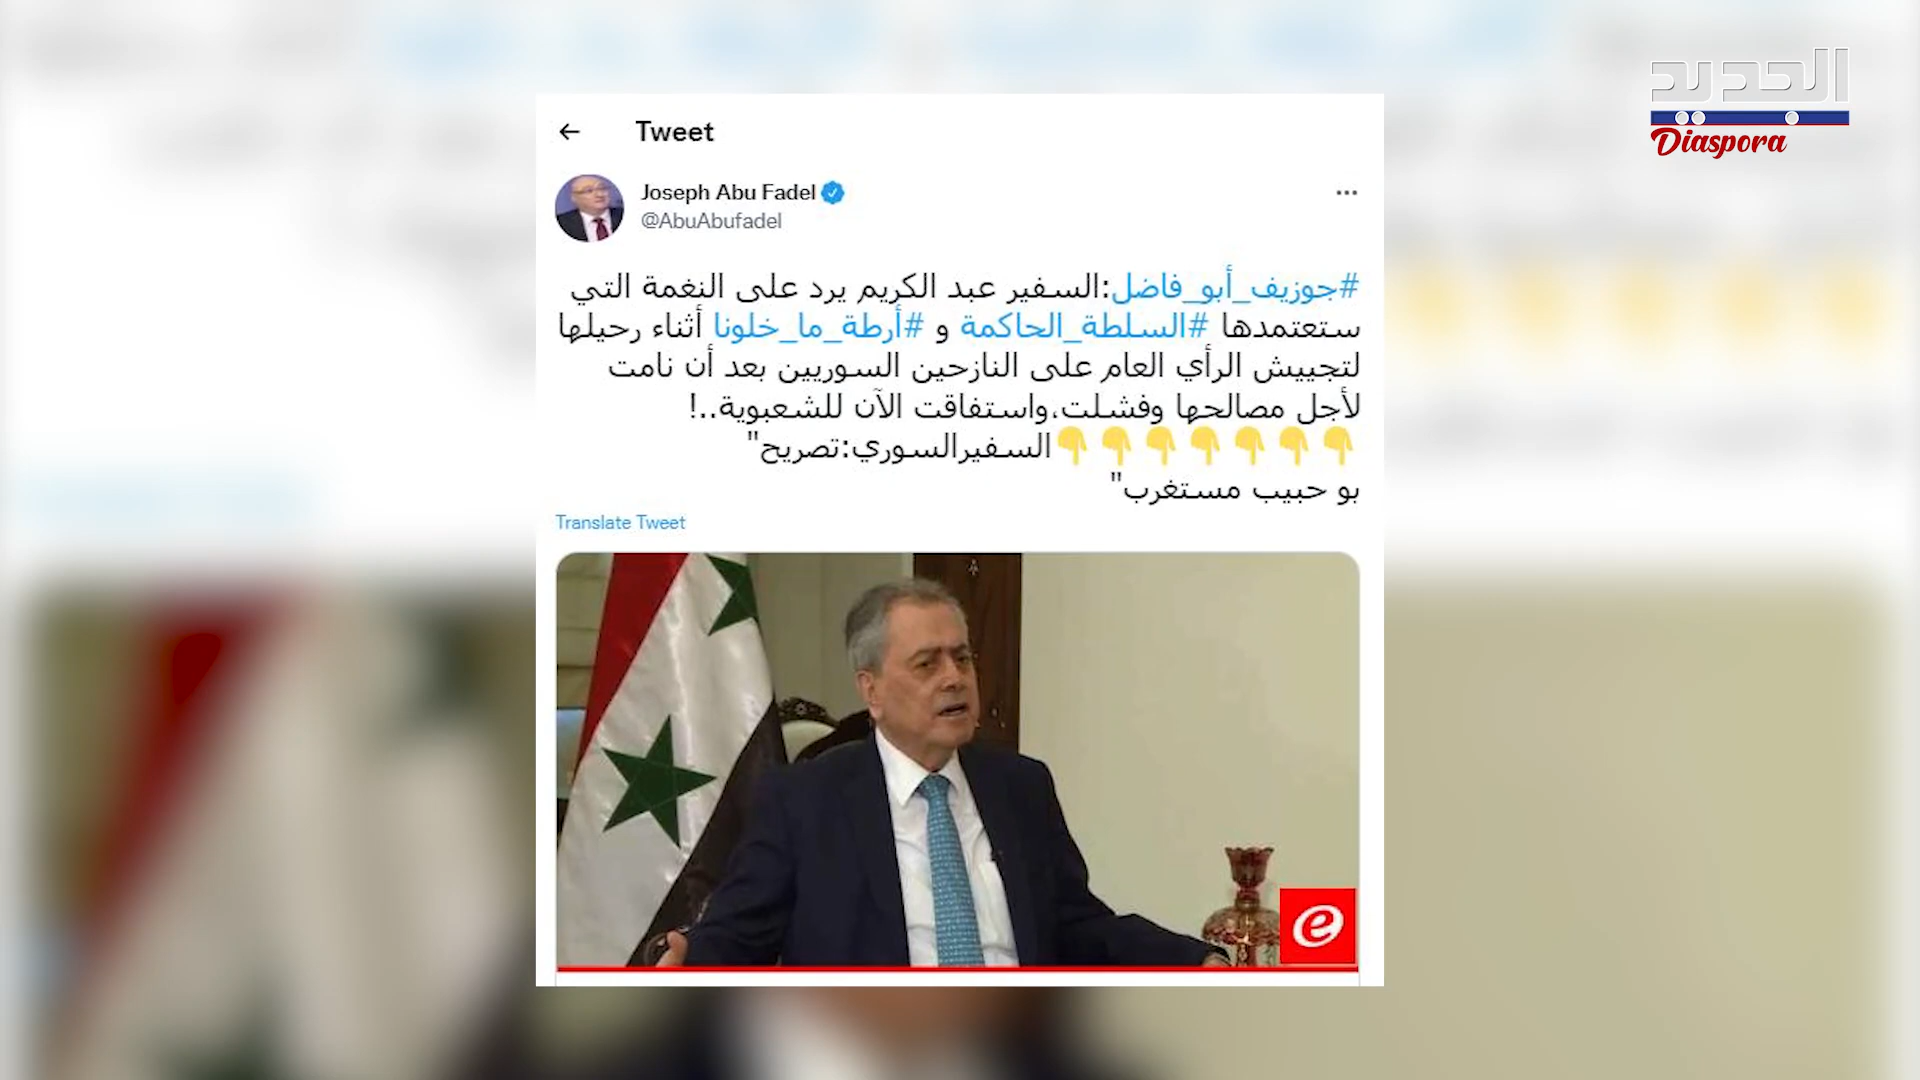 الجديد
Diaspora
Tweet
Joseph Abu Fadel
@AbuAbufadel
#جوزيف_أبو_فاضل:السفير عبد الكريم يرد على النغمة التي
ستعتمدها #السلطة_الحاكمة و #أرطة_ما_خلونا أثناء رحيلها
لتجييش الرأي العام على النازحين السوريين بعد أن نامت
لأجل مصالحها وفشلت،واستفاقت الآن للشعبوية..!
👇👇👇👇👇👇👇السفيرالسوري:تصريح"
بو حبيب مستغرب"
Translate Tweet
e